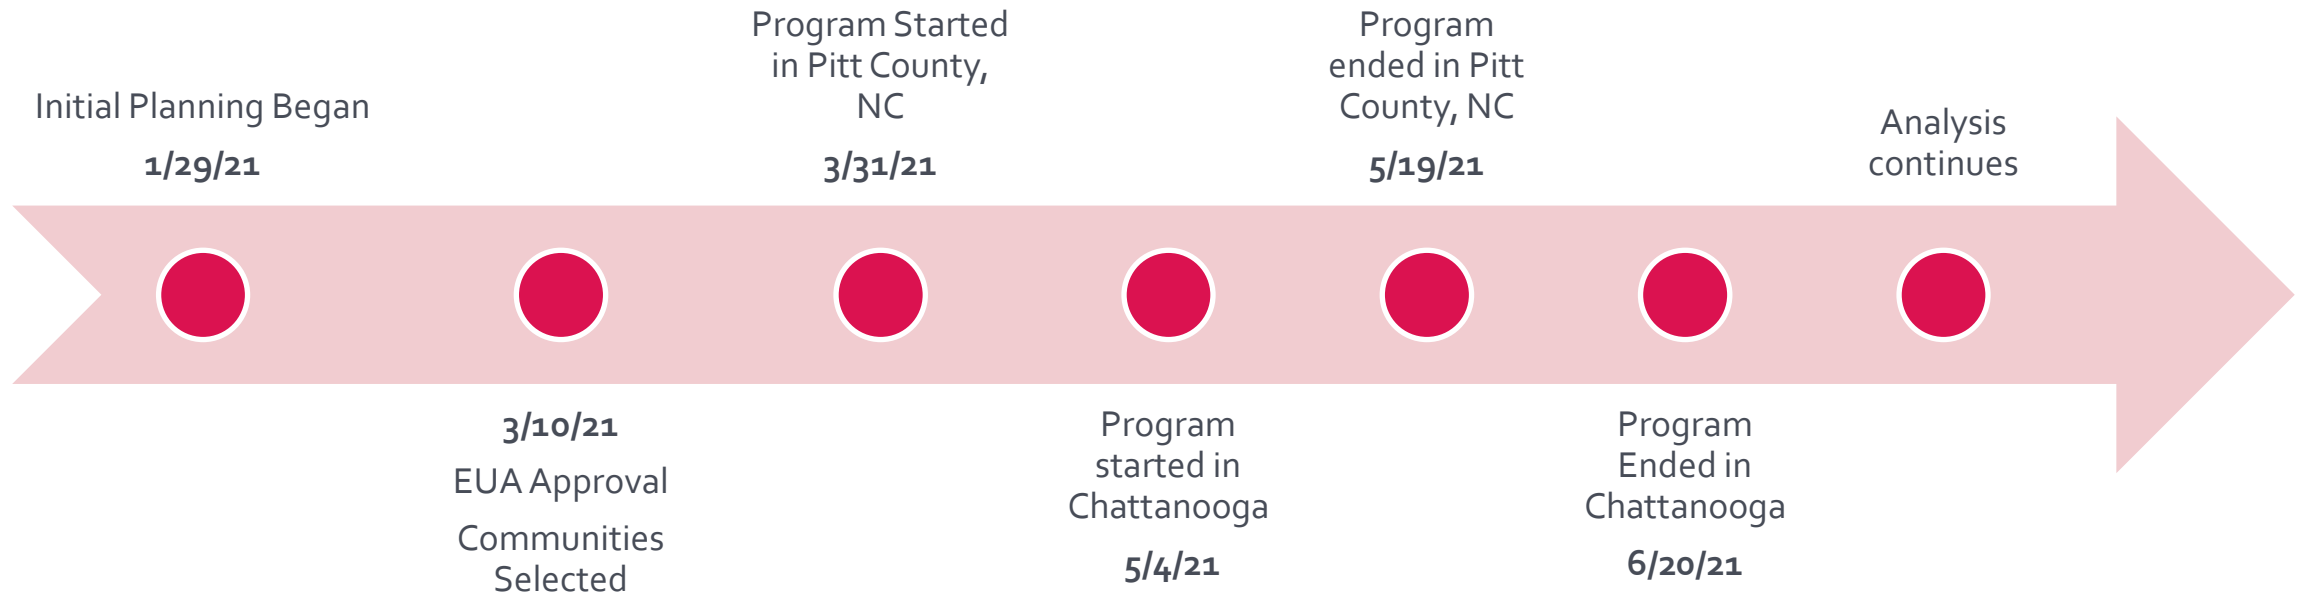 Initial Planning Began
1/29/21
3/10/21
EUA Approval
Communities
Selected
Program Started
in Pitt County,
NC
3/31/21
Program
started in
Chattanooga
5/4/21
Program
ended in Pitt
County, NC
5/19/21
Program
Ended in
Chattanooga
6/20/21
Analysis
continues